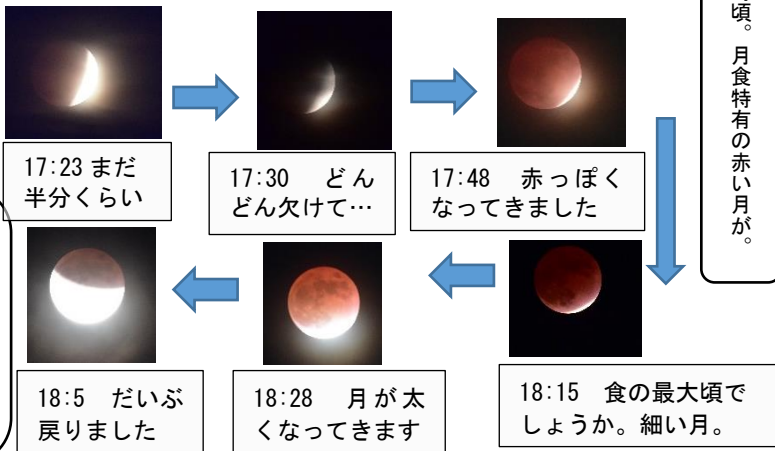 頃。月食特有の赤い月が。
17:23 まだ
半分くらい
17:30 どん
どん欠けて…
17:48 赤っぽく
なってきました
18:15 食の最大頃で
しょうか。細い月。
18:28 月が太
くなってきます
18:5 だいぶ
戻りました